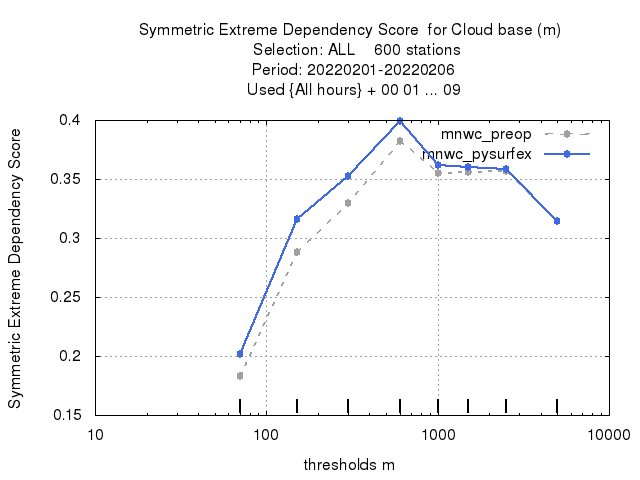 Symmetric Extreme Dependency Score  for Cloud base (m)
Selection: ALL    600 stations
Period: 20220201-20220206
Used {All hours} + 00 01 ... 09
Symmetric Extreme Dependency Score
0.4
0.35
0.3
0.25
0.2
0.15
mnwc_preop
mnwc_pysurfex
10 100 1000 10000
thresholds m